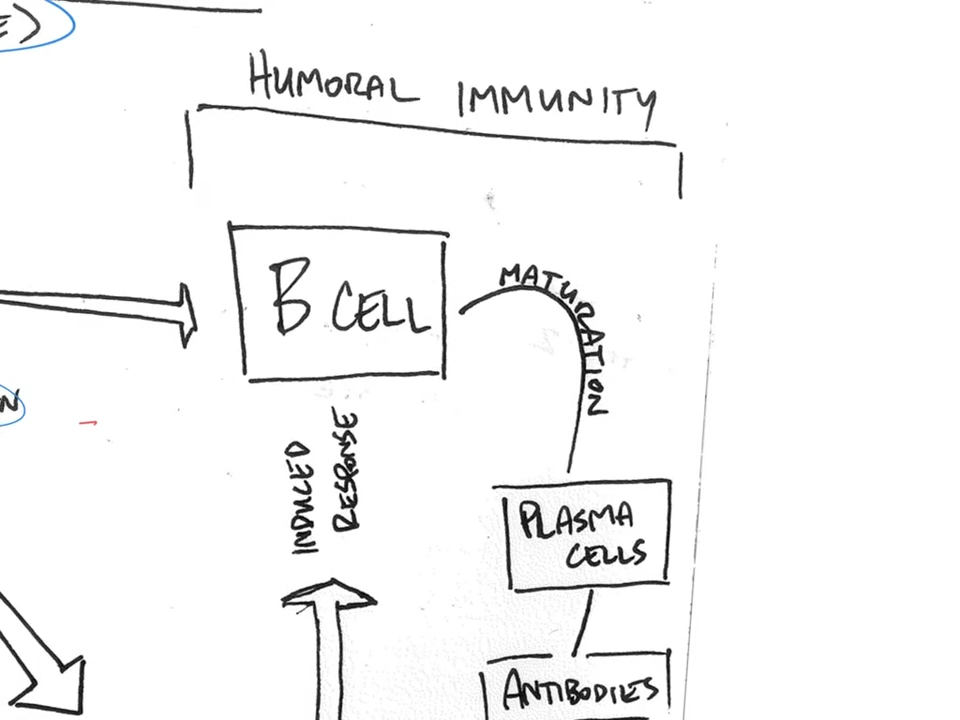 HUMORAL IMMUNITY
B CELL
MATURATION
INDUCED
RESPONSE
PLASMA
CELLS
ANTIBODIES